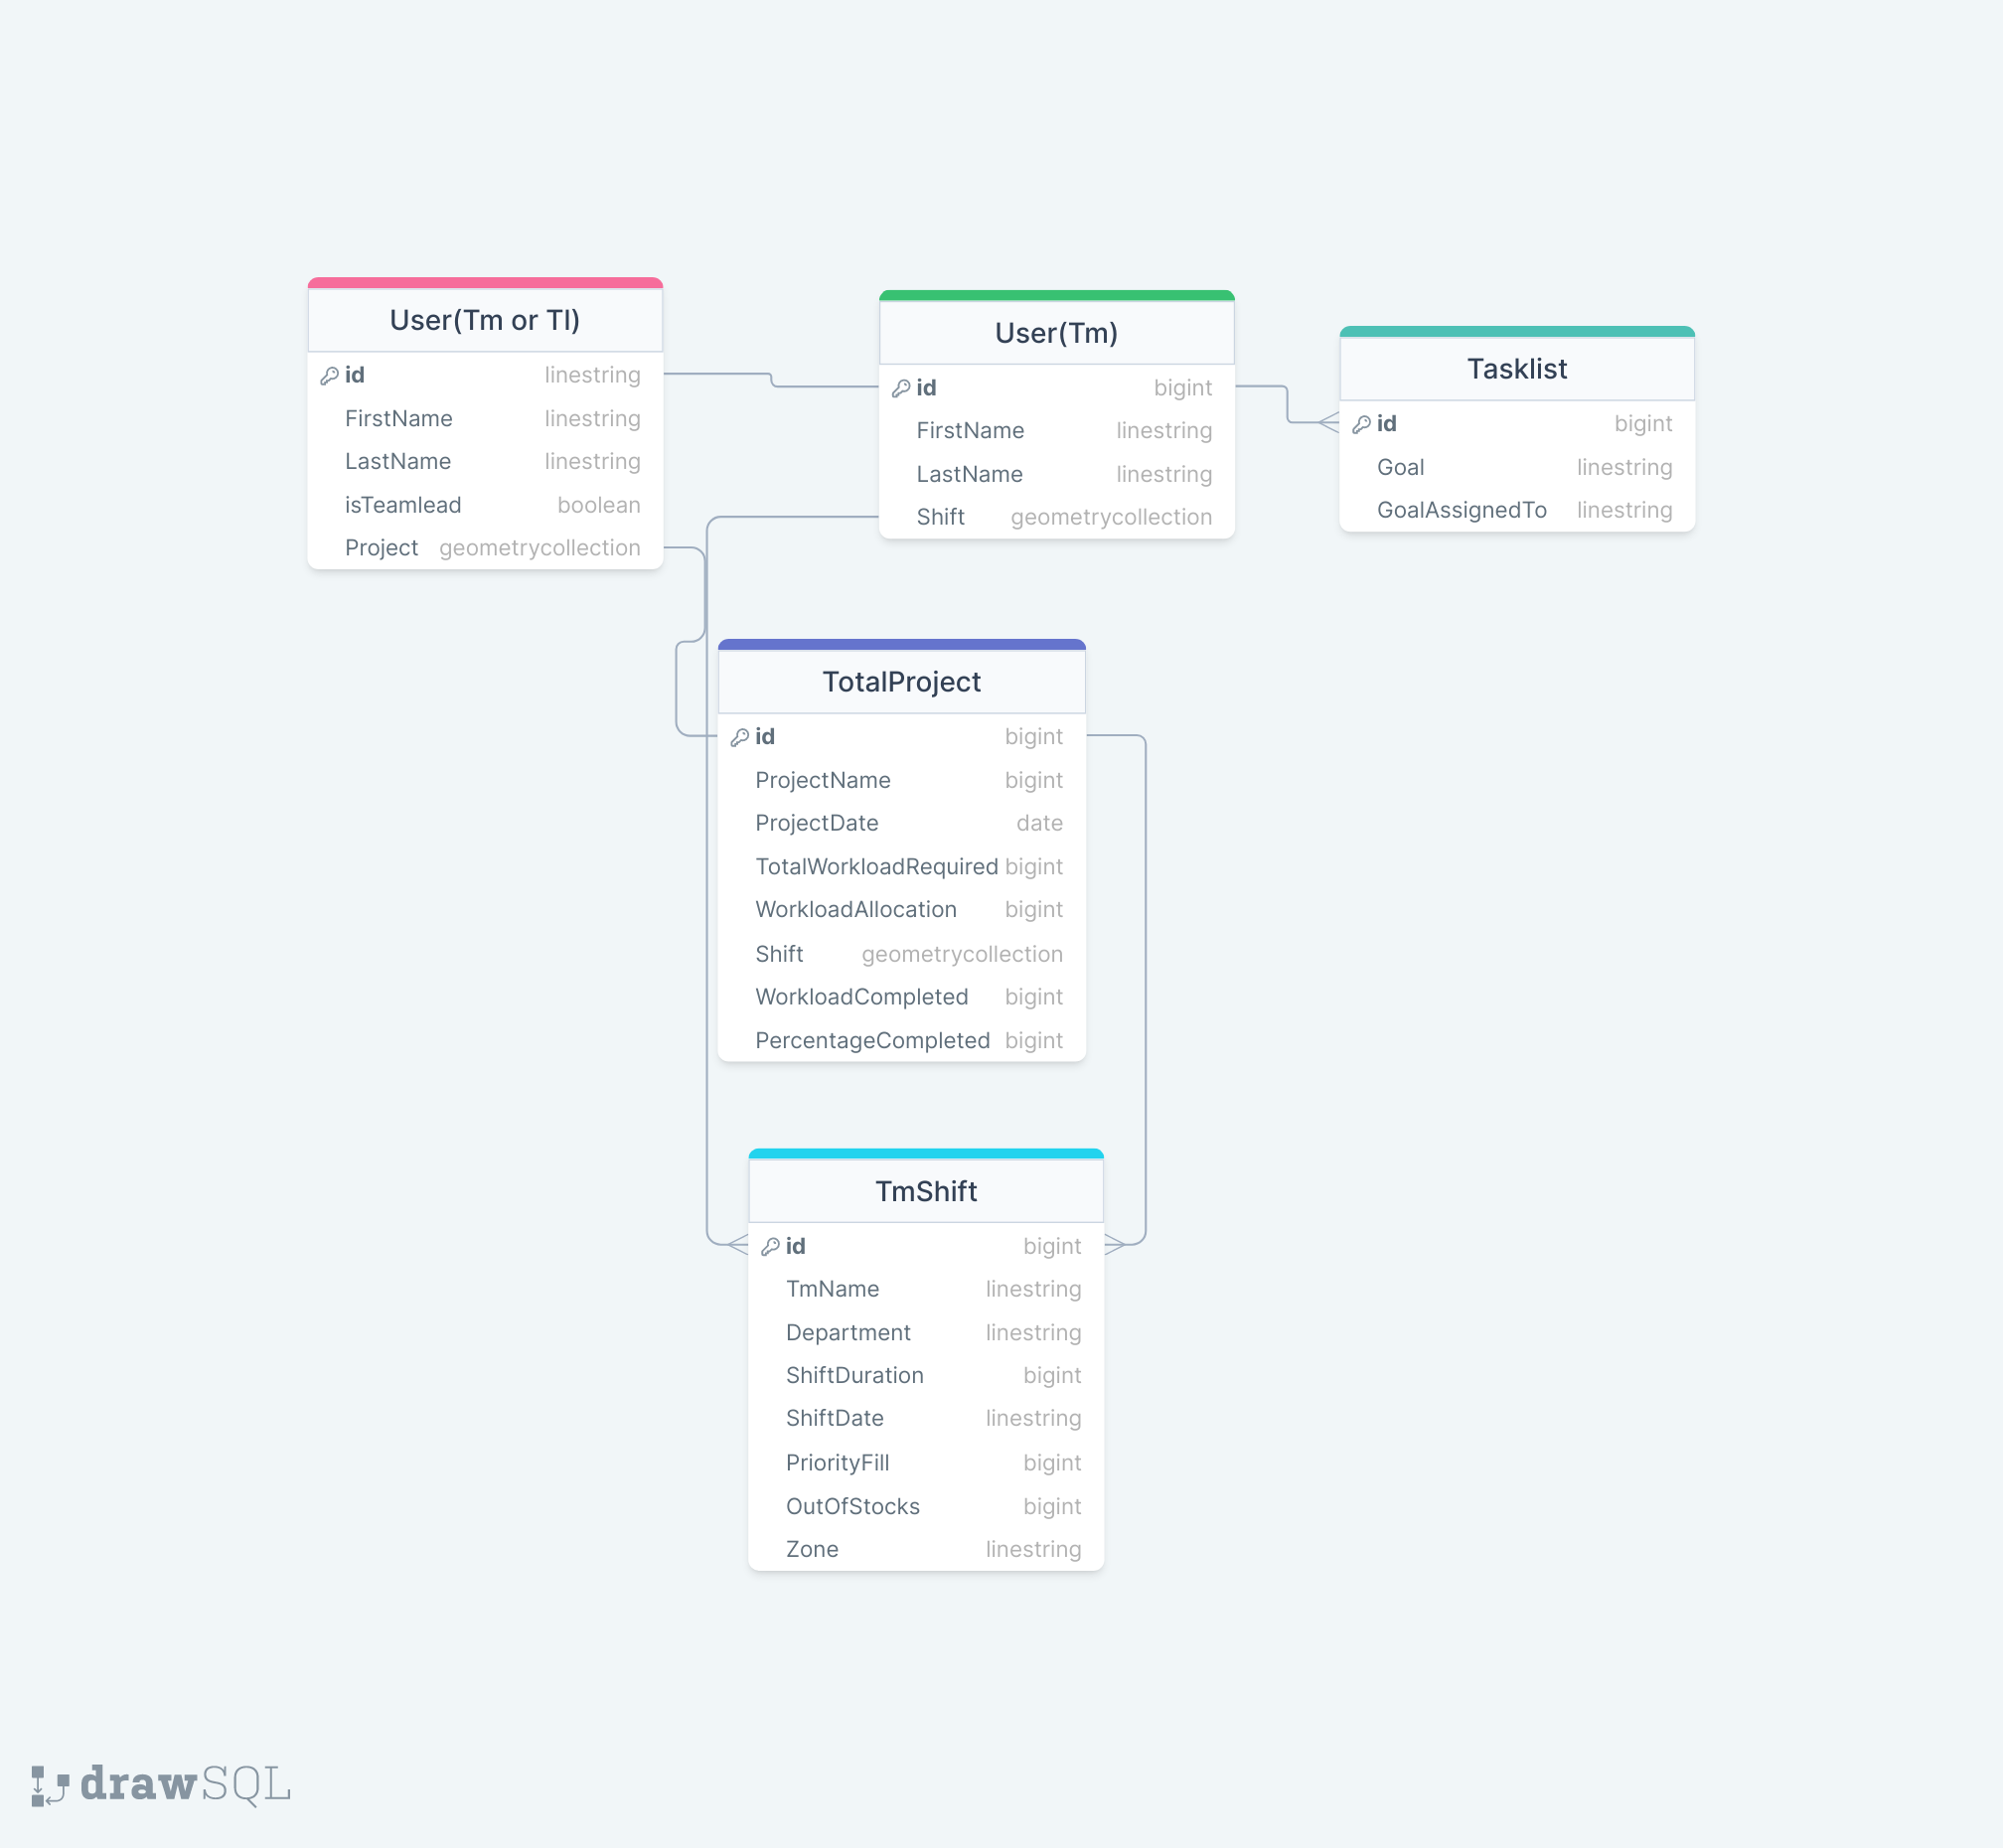 User(Tm or Tl)
id linestring
FirstName linestring
LastName linestring
isTeamlead boolean
Project geometrycollection
User(Tm)
id bigint
FirstName linestring
LastName linestring
Shift geometrycollection
Tasklist
id bigint
Goal linestring
GoalAssignedTo linestring
TotalProject
id bigint
ProjectName bigint
ProjectDate date
TotalWorkloadRequired bigint
WorkloadAllocation bigint
Shift geometrycollection
WorkloadCompleted bigint
PercentageCompleted bigint
TmShift
id bigint
TmName linestring
Department linestring
ShiftDuration bigint
ShiftDate linestring
PriorityFill bigint
OutOfStocks bigint
Zone linestring
drawSQL